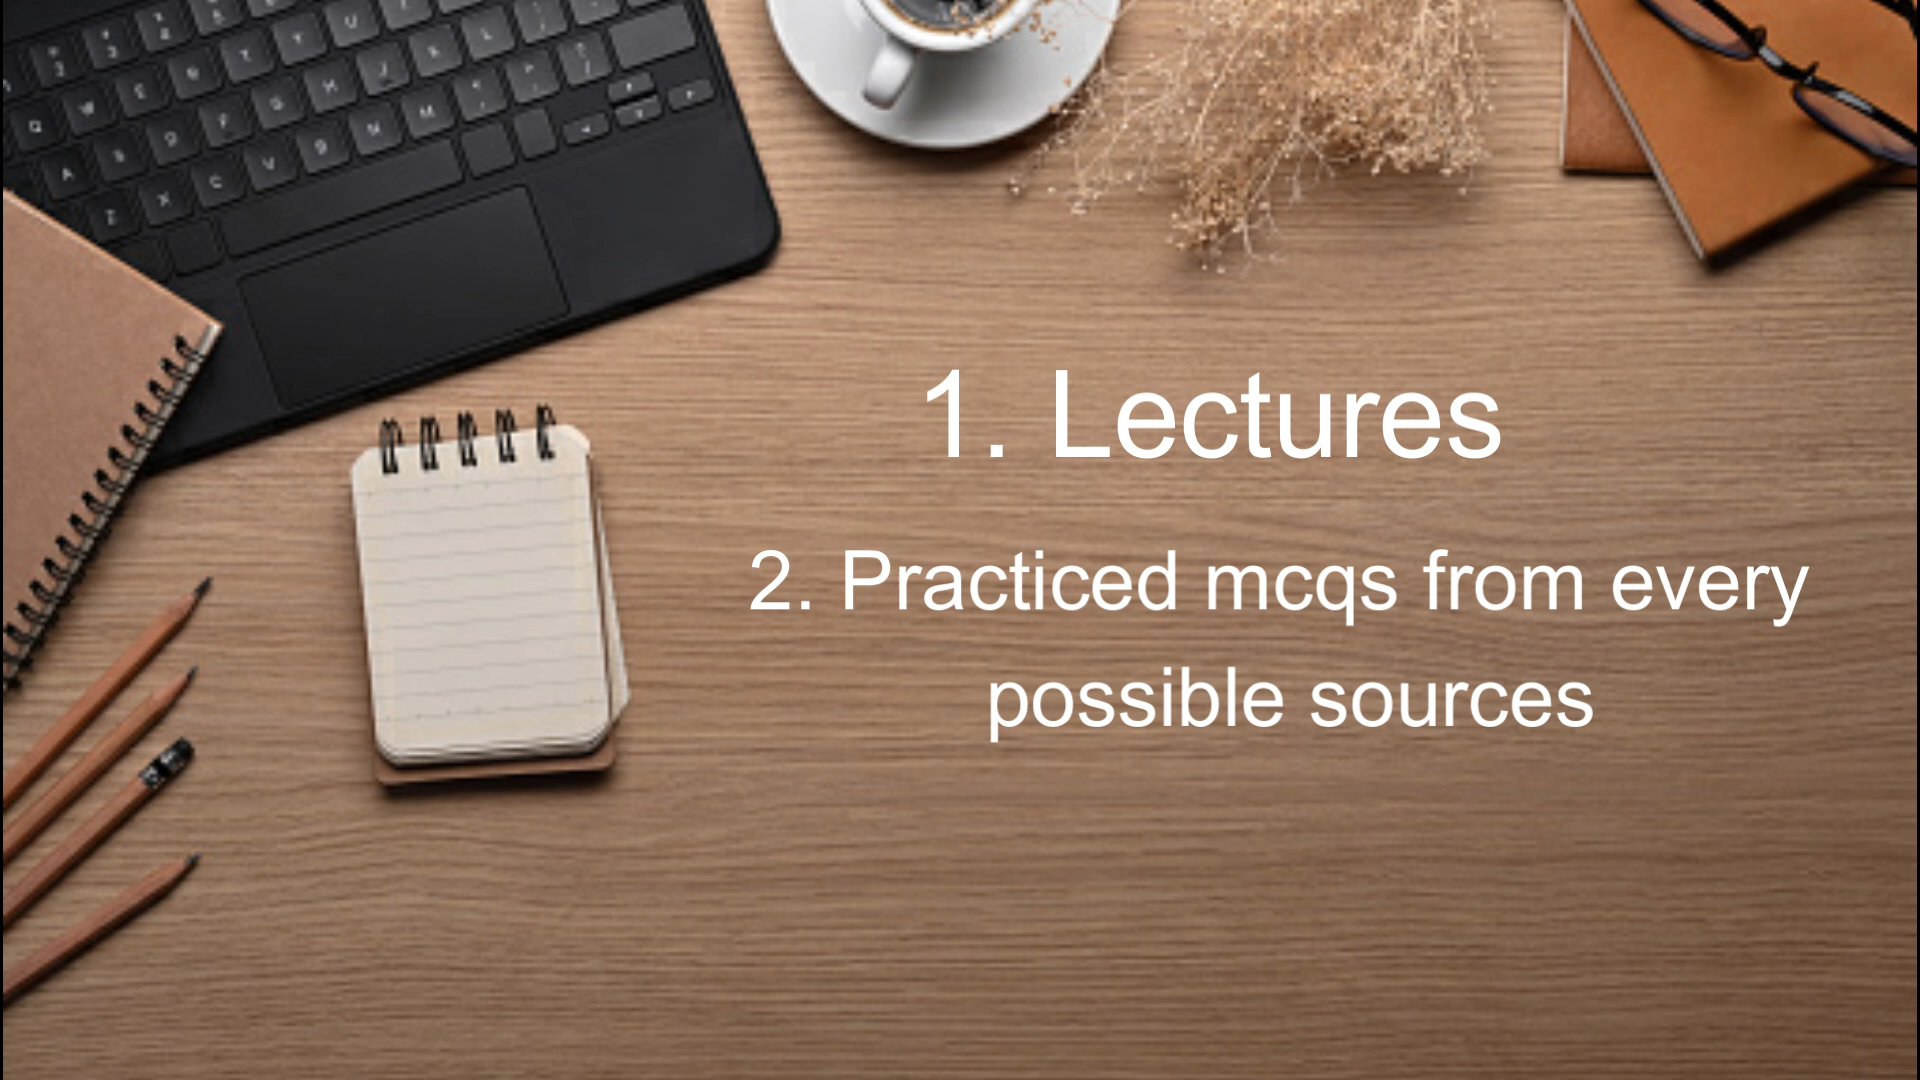 1. Lectures
2. Practiced mcqs from every
possible sources